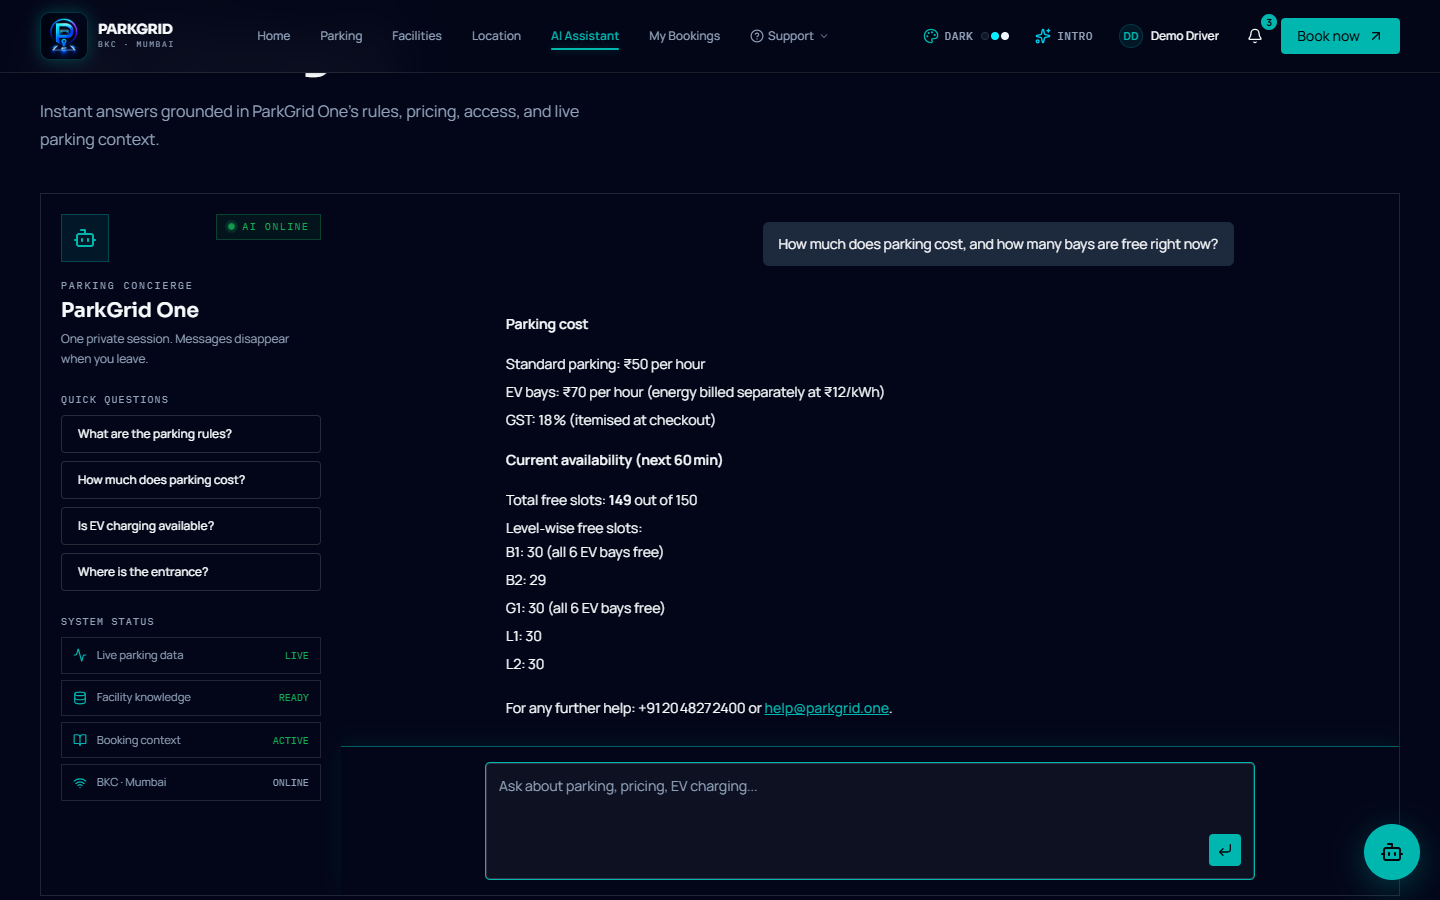 PARKGRID
BKC · MUMBAI
Home
Parking
Facilities
Location
AI Assistant
My Bookings
Support
DARK
INTRO
DD
Demo Driver
3
Book now
Instant answers grounded in ParkGrid One's rules, pricing, access, and live
parking context.
AI ONLINE
PARKING CONCIERGE
ParkGrid One
One private session. Messages disappear
when you leave.
QUICK QUESTIONS
What are the parking rules?
How much does parking cost?
Is EV charging available?
Where is the entrance?
SYSTEM STATUS
Live parking data LIVE
Facility knowledge READY
Booking context ACTIVE
BKC · Mumbai ONLINE
How much does parking cost, and how many bays are free right now?
Parking cost
Standard parking: ₹50 per hour
EV bays: ₹70 per hour (energy billed separately at ₹12/kWh)
GST: 18% (itemised at checkout)
Current availability (next 60 min)
Total free slots: 149 out of 150
Level-wise free slots:
B1: 30 (all 6 EV bays free)
B2: 29
G1: 30 (all 6 EV bays free)
L1: 30
L2: 30
For any further help: +91 20 4827 2400 or help@parkgrid.one.
Ask about parking, pricing, EV charging...